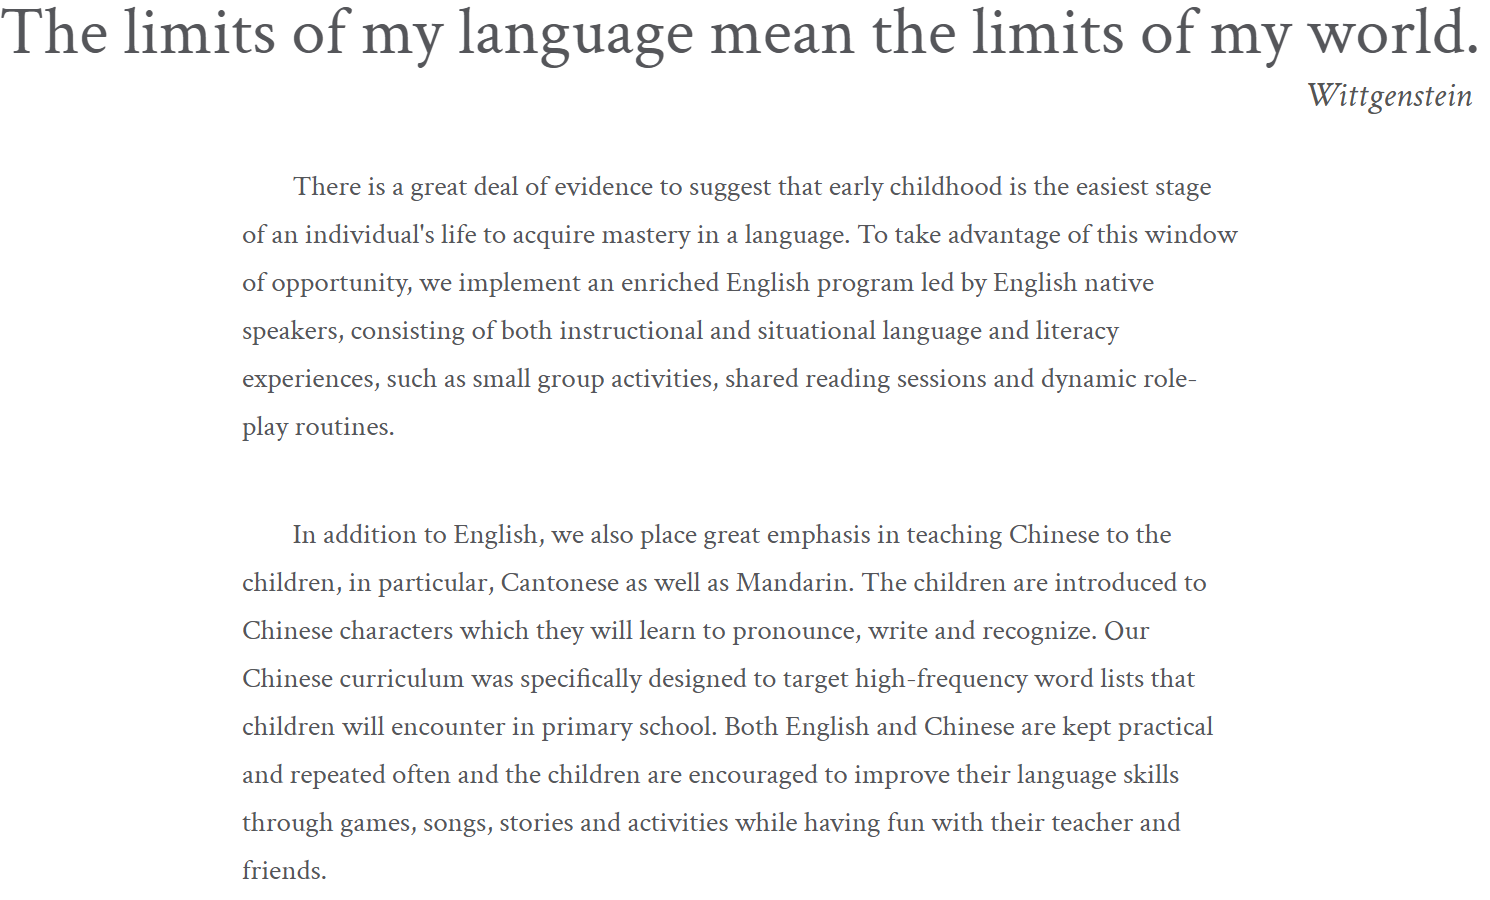 The limits of my language mean the limits of my world.
Wittgenstein
There is a great deal of evidence to suggest that early childhood is the easiest stage
of an individual's life to acquire mastery in a language. To take advantage of this window
of opportunity, we implement an enriched English program led by English native
speakers, consisting of both instructional and situational language and literacy
experiences, such as small group activities, shared reading sessions and dynamic role-
play routines.
In addition to English, we also place great emphasis in teaching Chinese to the
children, in particular, Cantonese as well as Mandarin. The children are introduced to
Chinese characters which they will learn to pronounce, write and recognize. Our
Chinese curriculum was specifically designed to target high-frequency word lists that
children will encounter in primary school. Both English and Chinese are kept practical
and repeated often and the children are encouraged to improve their language skills
through games, songs, stories and activities while having fun with their teacher and
friends.